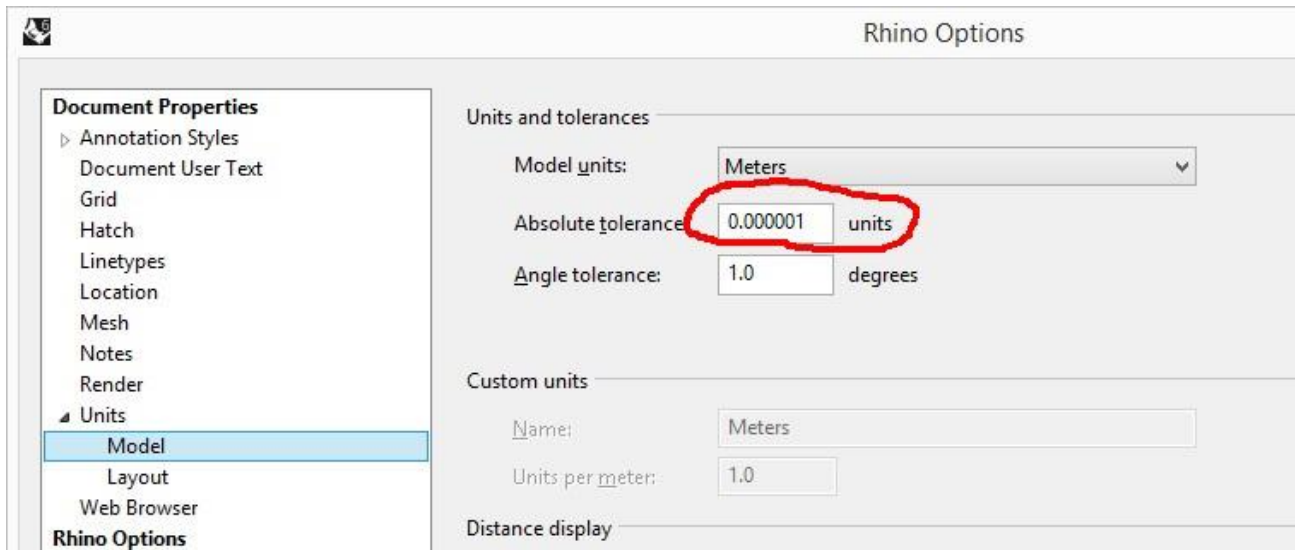 Rhino Options
Document Properties
Annotation Styles
Document User Text
Grid
Hatch
Linetypes
Location
Mesh
Notes
Render
Units
Model
Layout
Web Browser
Rhino Options
Units and tolerances
Model units: Meters
Absolute tolerance 0.000001 units
Angle tolerance: 1.0 degrees
Custom units
Name: Meters
Units per meter: 1.0
Distance display